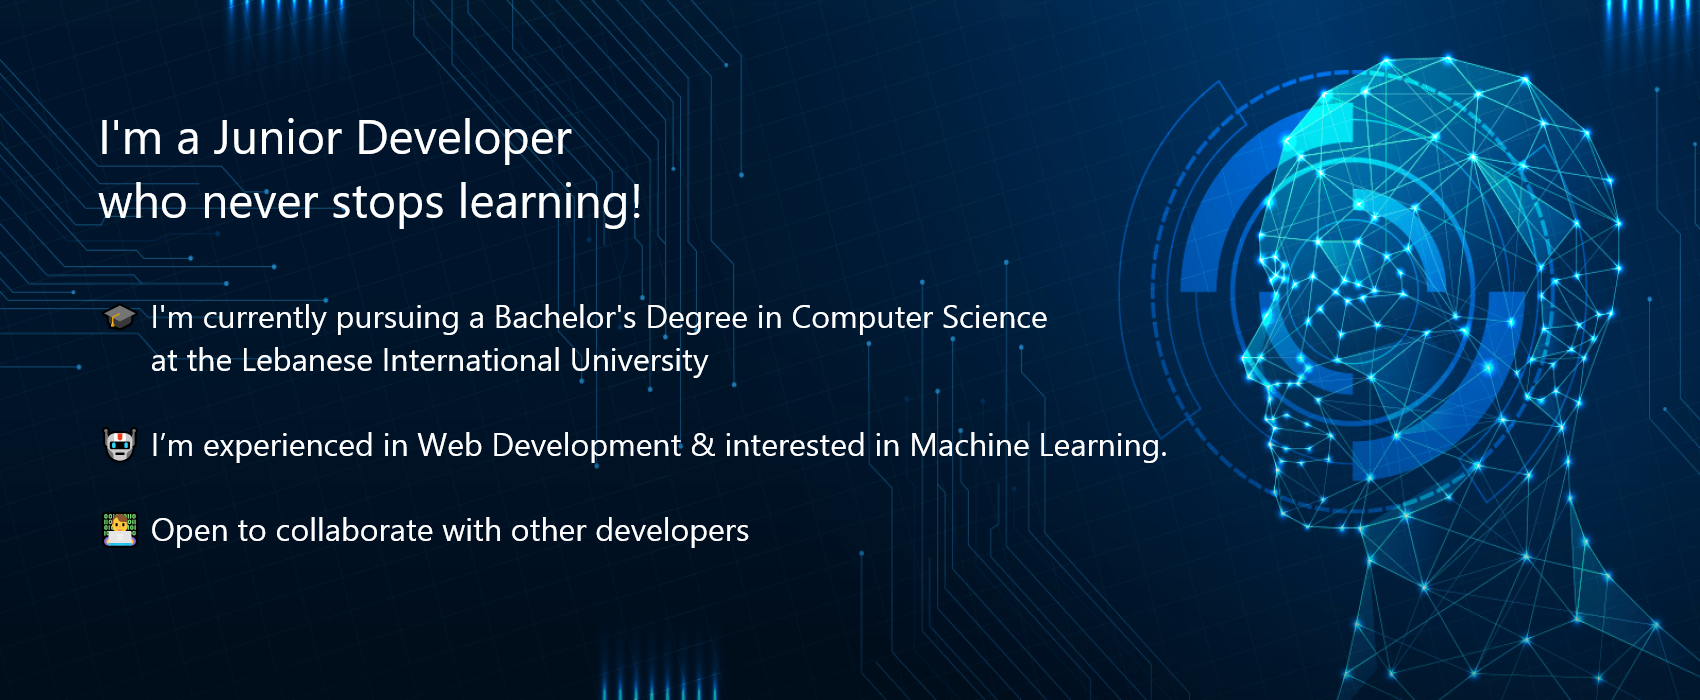 I'm a Junior Developer
who never stops learning!
🎓 I'm currently pursuing a Bachelor's Degree in Computer Science
at the Lebanese International University
🤖 I’m experienced in Web Development & interested in Machine Learning.
👨‍💻 Open to collaborate with other developers